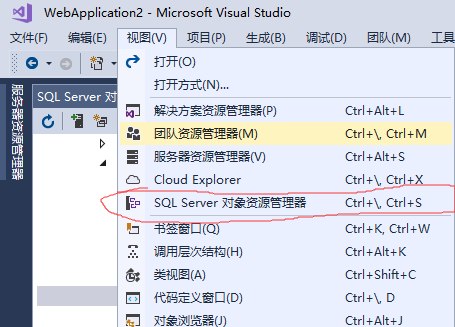 WebApplication2 - Microsoft Visual Studio
文件(F) 编辑(E) 视图(V) 项目(P) 生成(B) 调试(D) 团队(M) 工具
服务器资源管理器
SQL Server 对
打开(O)
打开方式(N)...
解决方案资源管理器(P) Ctrl+Alt+L
团队资源管理器(M) Ctrl+\, Ctrl+M
服务器资源管理器(V) Ctrl+Alt+S
Cloud Explorer Ctrl+\, Ctrl+X
SQL Server 对象资源管理器 Ctrl+\, Ctrl+S
书签窗口(Q) Ctrl+K, Ctrl+W
调用层次结构(H) Ctrl+Alt+K
类视图(A) Ctrl+Shift+C
代码定义窗口(D) Ctrl+\, D
对象浏览器(J) Ctrl+Alt+J